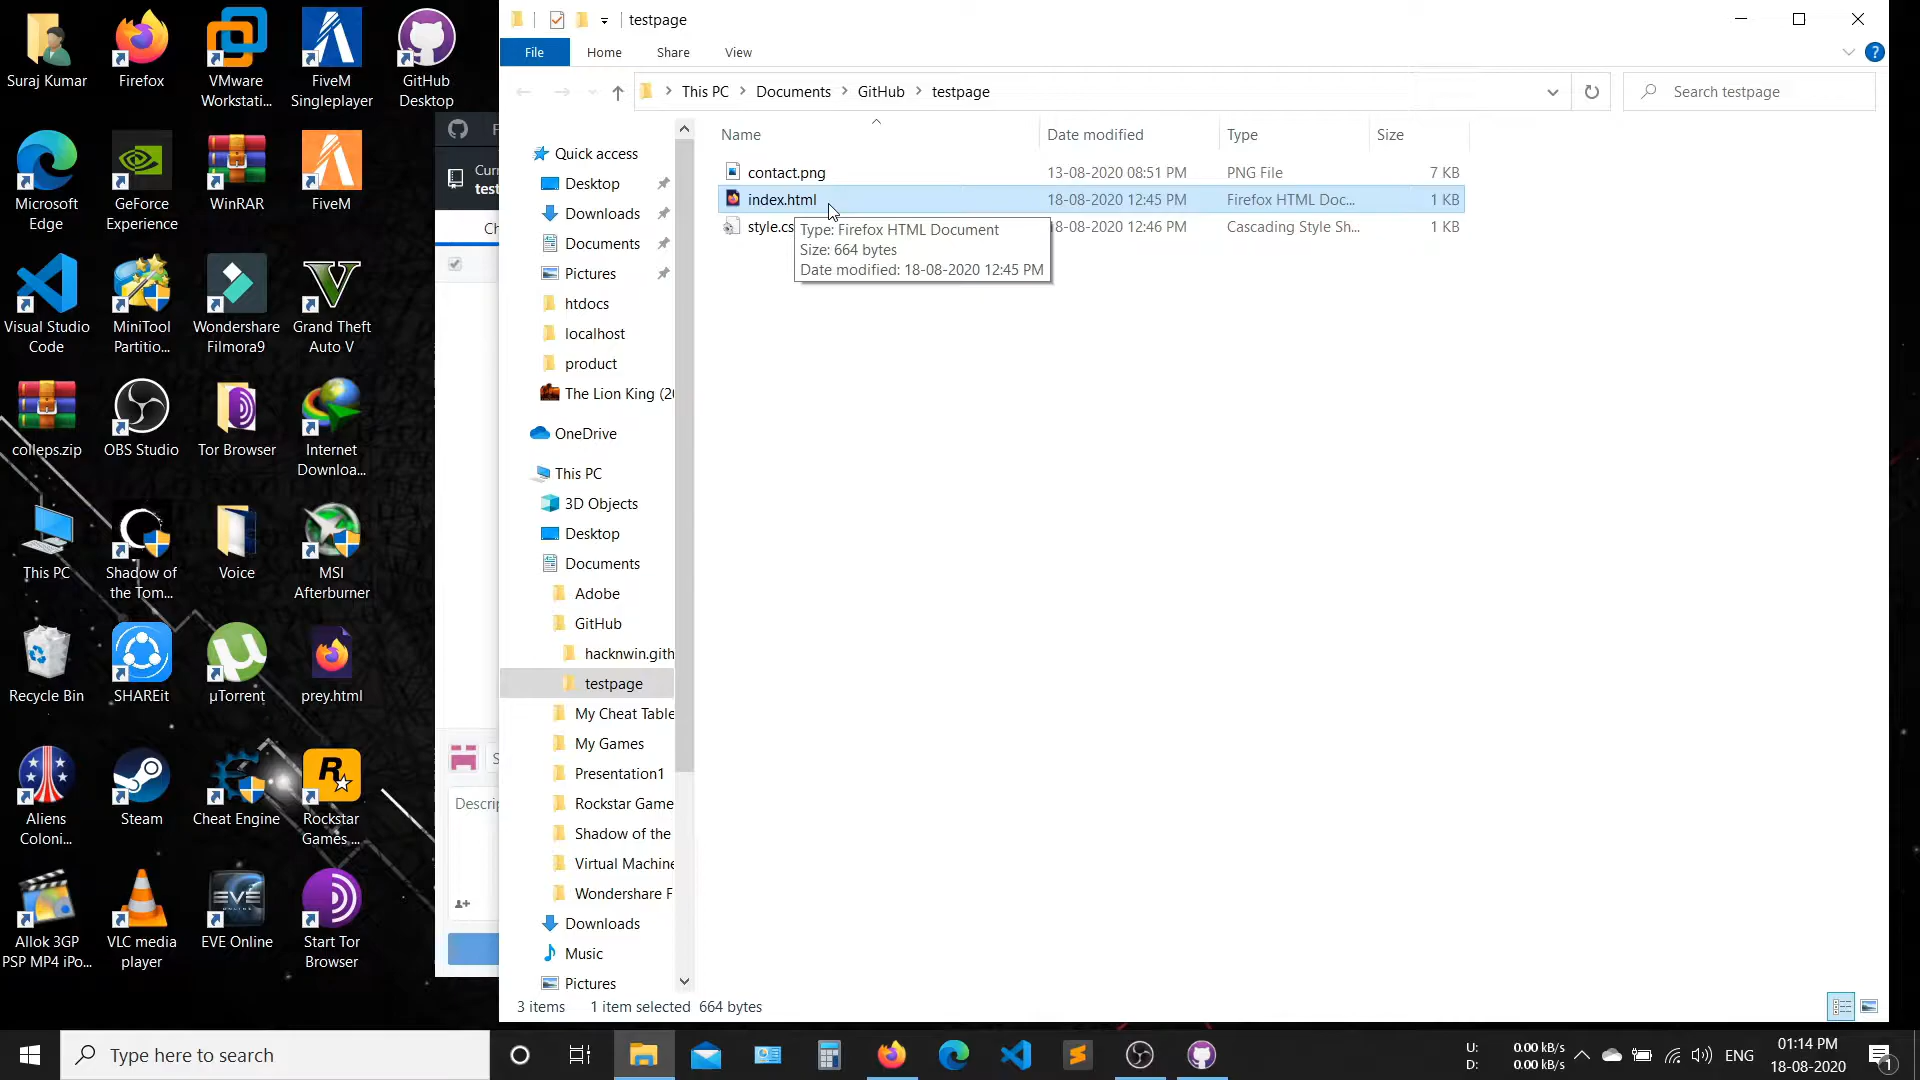 Suraj Kumar
Firefox
VMware
Workstati...
FiveM
Singleplayer
GitHub
Desktop
Microsoft
Edge
GeForce
Experience
WinRAR
FiveM
Visual Studio
Code
MiniTool
Partitio...
Wondershare
Filmora9
Grand Theft
Auto V
colleps.zip
OBS Studio
Tor Browser
Internet
Downloa...
This PC
Shadow of
the Tom...
Voice
MSI
Afterburner
Recycle Bin
SHAREit
µTorrent
prey.html
Aliens
Coloni...
Steam
Cheat Engine
Rockstar
Games ...
Allok 3GP
PSP MP4 iPo...
VLC media
player
EVE Online
Start Tor
Browser
F
Curr
test
Ch
S
Descrip
testpage
File Home Share View
This PC Documents GitHub testpage
Search testpage
Name Date modified Type Size
contact.png 13-08-2020 08:51 PM PNG File 7 KB
index.html 18-08-2020 12:45 PM Firefox HTML Doc... 1 KB
style.cs 18-08-2020 12:46 PM Cascading Style Sh... 1 KB
Type: Firefox HTML Document
Size: 664 bytes
Date modified: 18-08-2020 12:45 PM
Quick access
Desktop
Downloads
Documents
Pictures
htdocs
localhost
product
The Lion King (20
OneDrive
This PC
3D Objects
Desktop
Documents
Adobe
GitHub
hacknwin.gith
testpage
My Cheat Table
My Games
Presentation1
Rockstar Game
Shadow of the
Virtual Machine
Wondershare F
Downloads
Music
Pictures
3 items 1 item selected 664 bytes
Type here to search
U: 0.00 kB/s
D: 0.00 kB/s
ENG
01:14 PM
18-08-2020
1